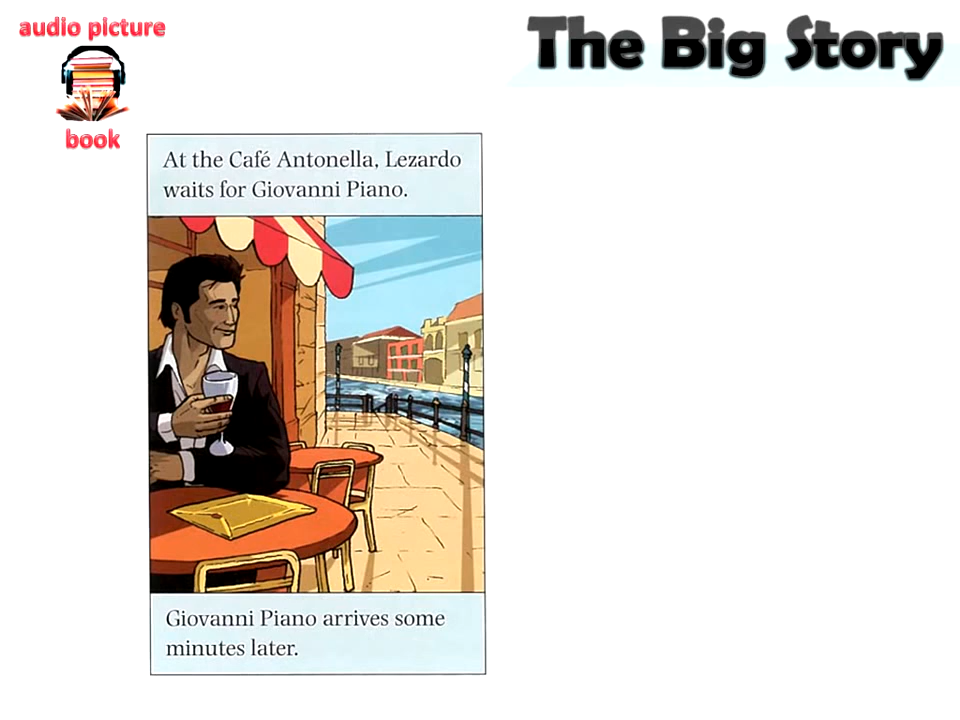 audio picture
book
The Big Story
At the Café Antonella, Lezardo
waits for Giovanni Piano.
Giovanni Piano arrives some
minutes later.